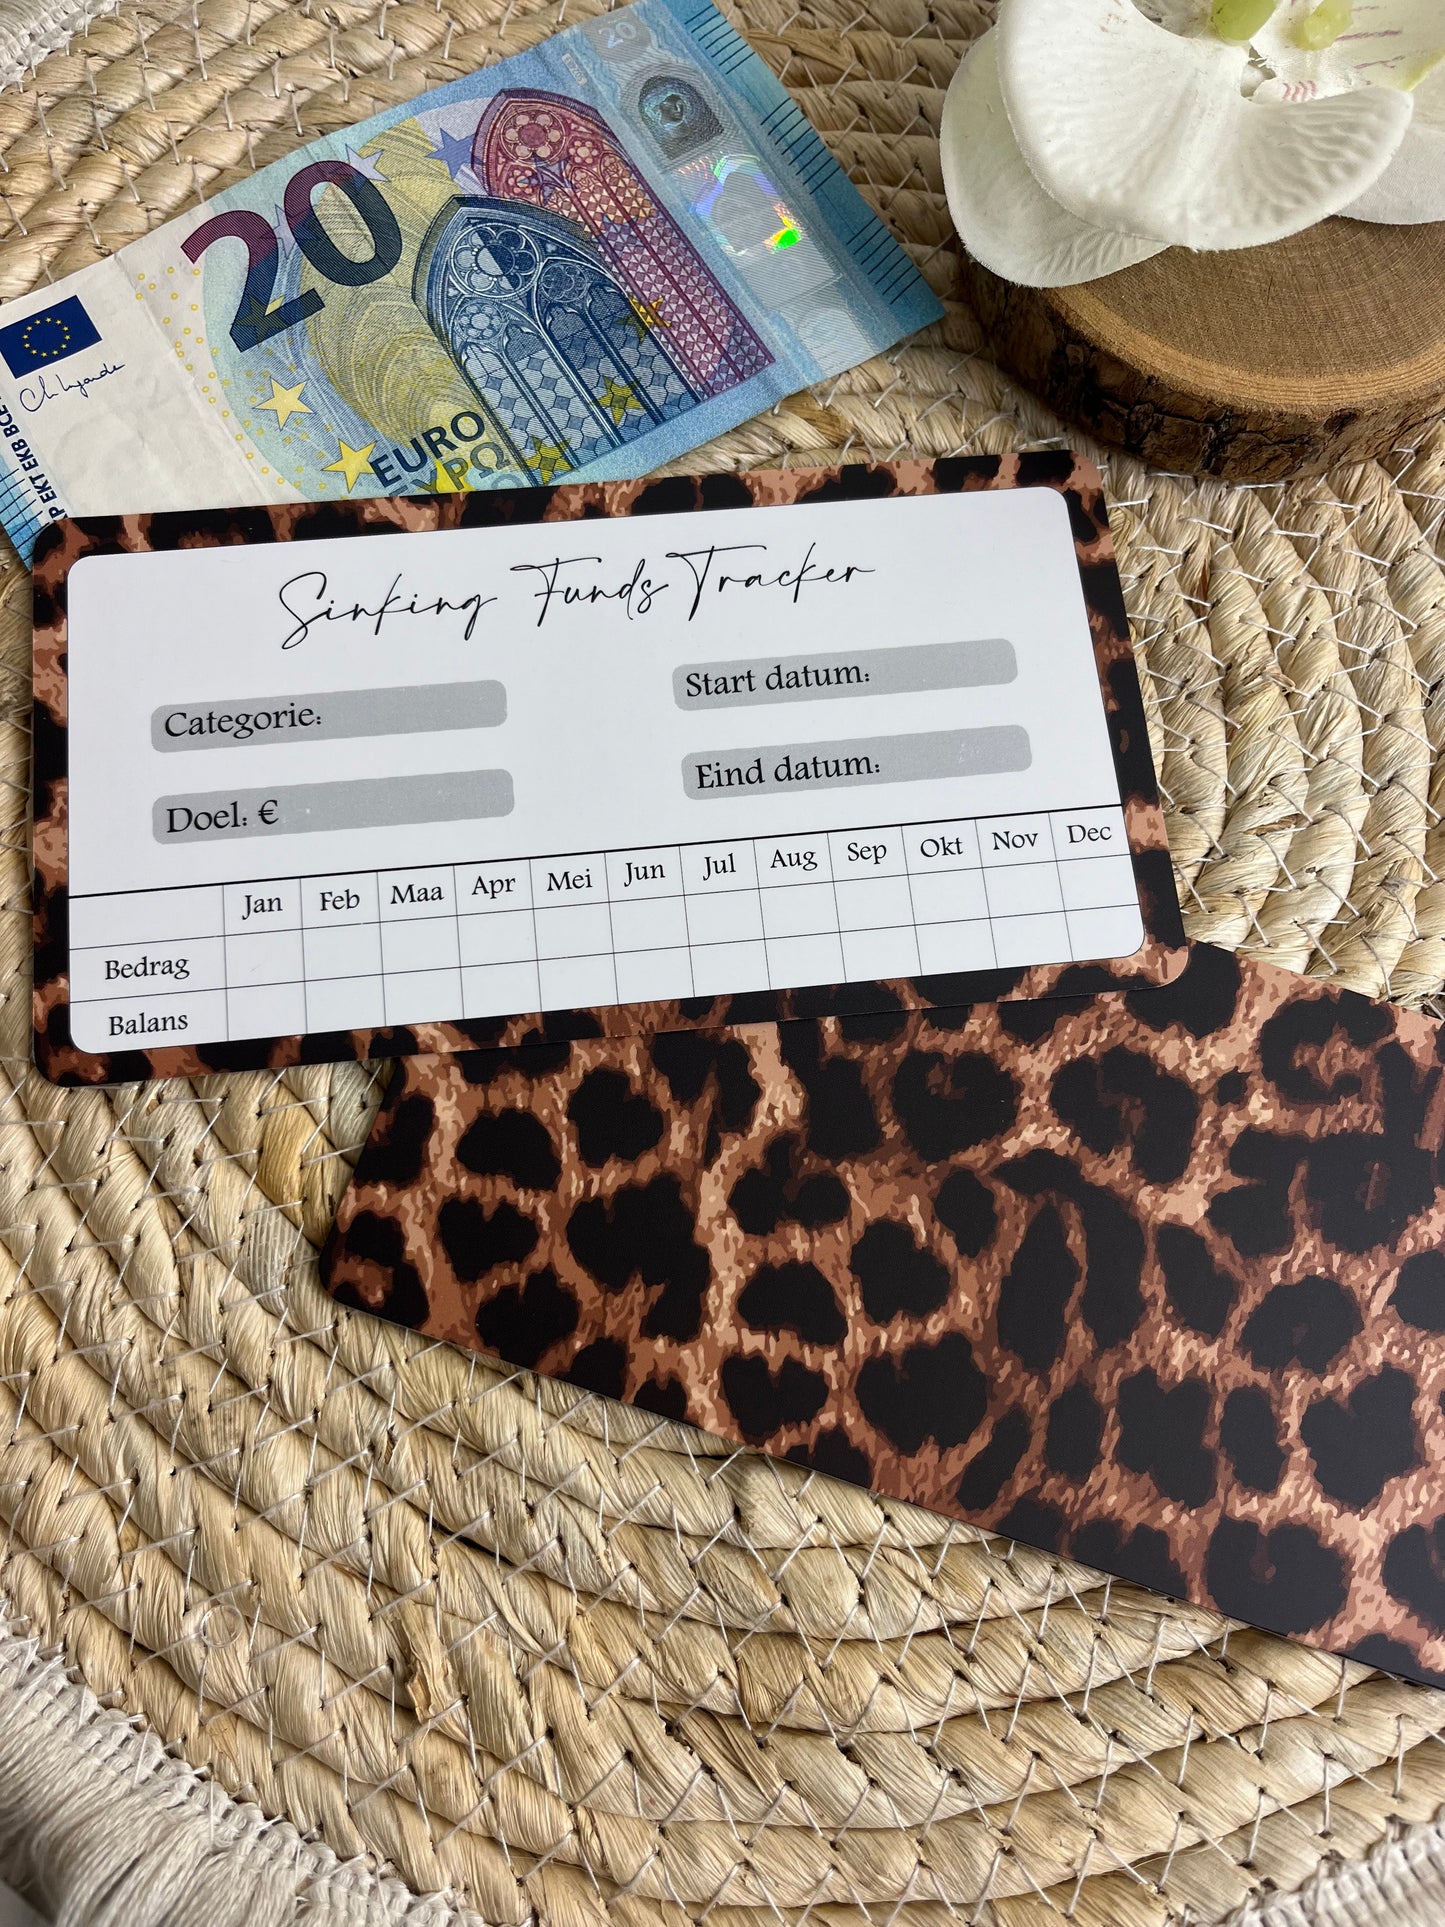 20
20
EURO
ΕΥΡΩ
Sinking Funds Tracker
Categorie:
Start datum:
Doel: €
Eind datum:
Jan Feb Maa Apr Mei Jun Jul Aug Sep Okt Nov Dec
Bedrag
Balans